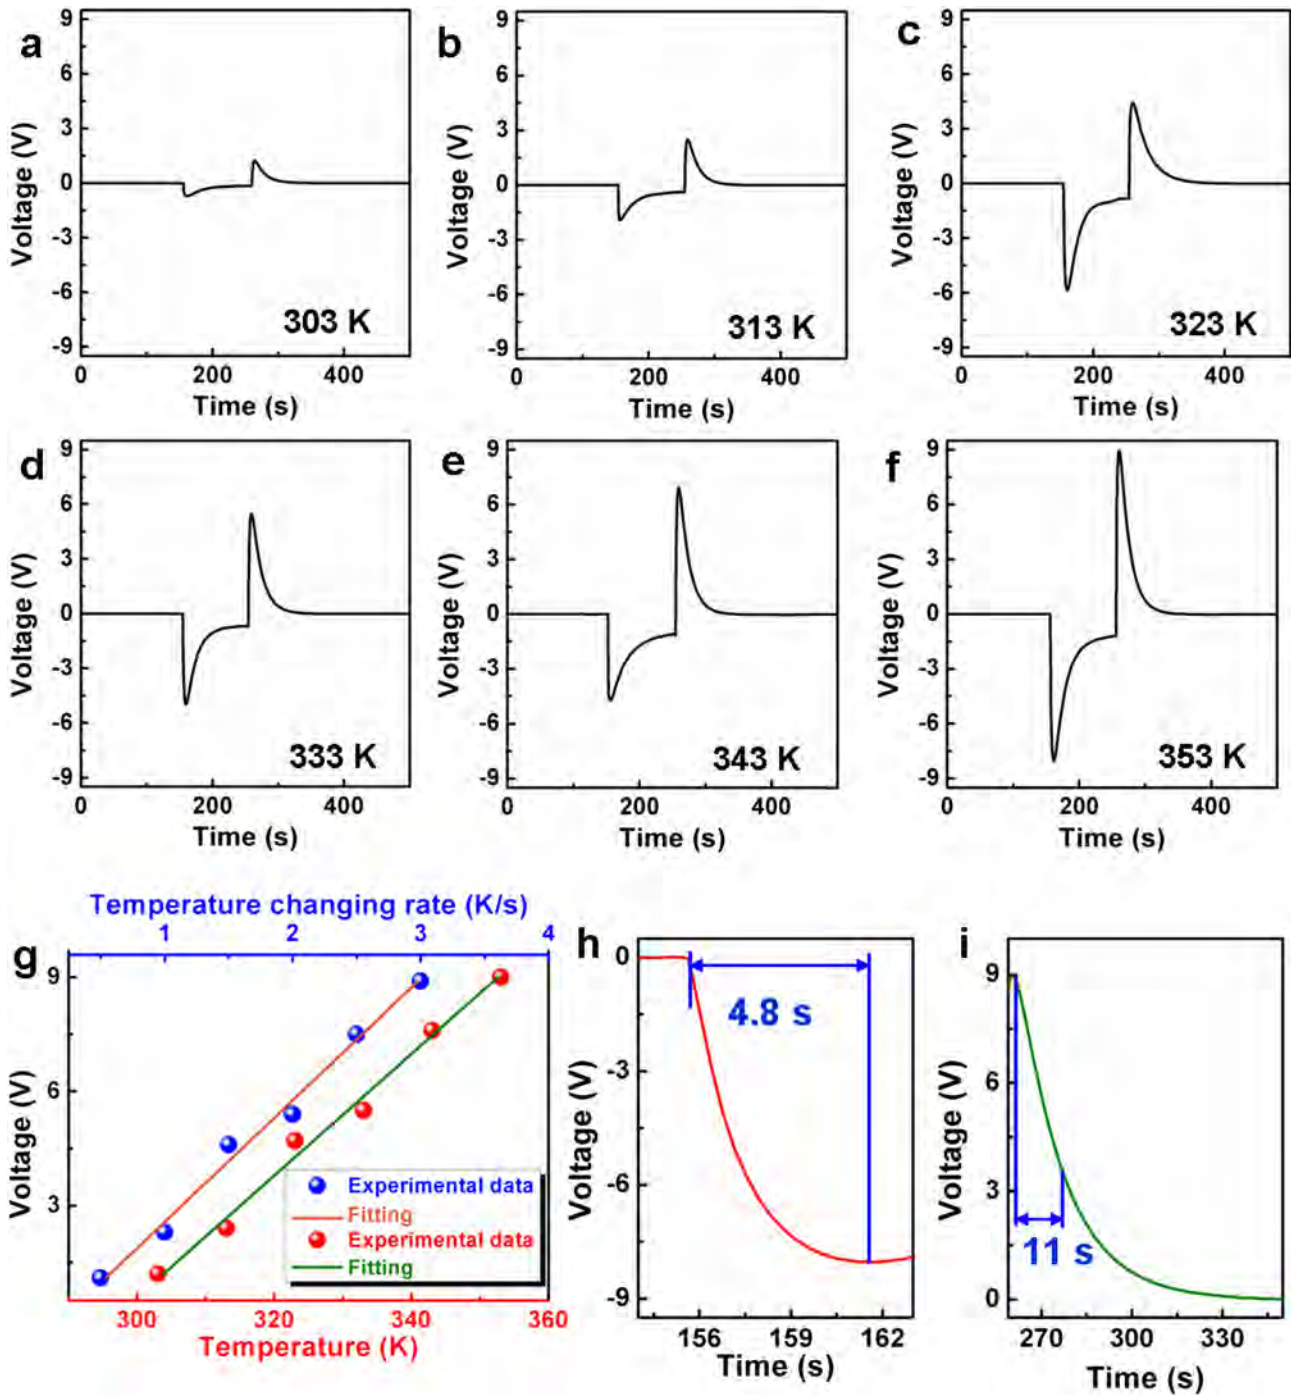 a
9
6
3
0
-3
-6
-9
Voltage (V)
303 K
0 200 400
Time (s)
b
9
6
3
0
-3
-6
-9
Voltage (V)
313 K
0 200 400
Time (s)
c
9
6
3
0
-3
-6
-9
Voltage (V)
323 K
0 200 400
Time (s)
d
9
6
3
0
-3
-6
-9
Voltage (V)
333 K
0 200 400
Time (s)
e
9
6
3
0
-3
-6
-9
Voltage (V)
343 K
0 200 400
Time (s)
f
9
6
3
0
-3
-6
-9
Voltage (V)
353 K
0 200 400
Time (s)
Temperature changing rate (K/s)
1 2 3 4
g
9
6
3
Voltage (V)
Experimental data
Fitting
Experimental data
Fitting
300 320 340 360
Temperature (K)
h
0
-3
-6
-9
Voltage (V)
4.8 s
156 159 162
Time (s)
i
9
6
3
0
Voltage (V)
11 s
270 300 330
Time (s)